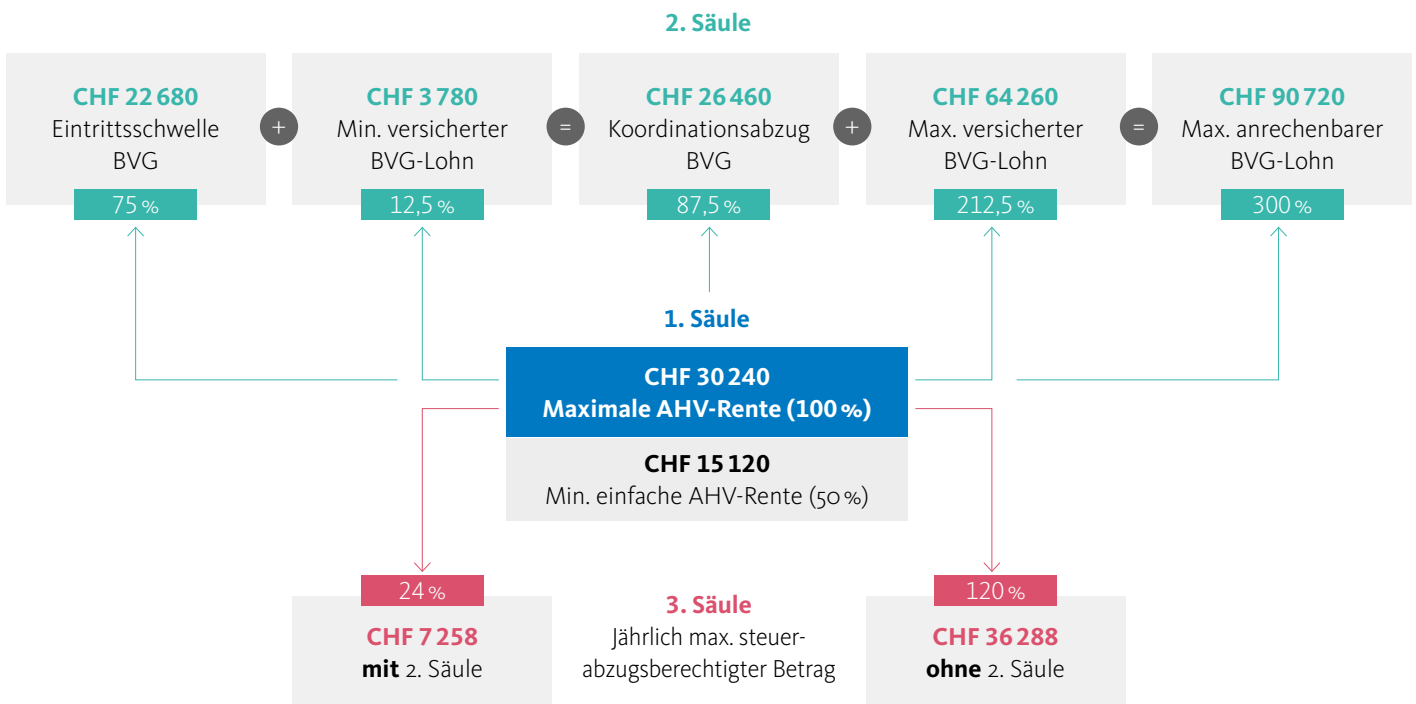 2. Säule
CHF 22 680
Eintrittsschwelle
BVG
75 %
+
CHF 3 780
Min. versicherter
BVG-Lohn
12,5 %
=
CHF 26 460
Koordinationsabzug
BVG
87,5 %
+
CHF 64 260
Max. versicherter
BVG-Lohn
212,5 %
=
CHF 90 720
Max. anrechenbarer
BVG-Lohn
300 %
1. Säule
CHF 30 240
Maximale AHV-Rente (100 %)
CHF 15 120
Min. einfache AHV-Rente (50 %)
24 %
CHF 7 258
mit 2. Säule
3. Säule
Jährlich max. steuer-
abzugsberechtigter Betrag
120 %
CHF 36 288
ohne 2. Säule